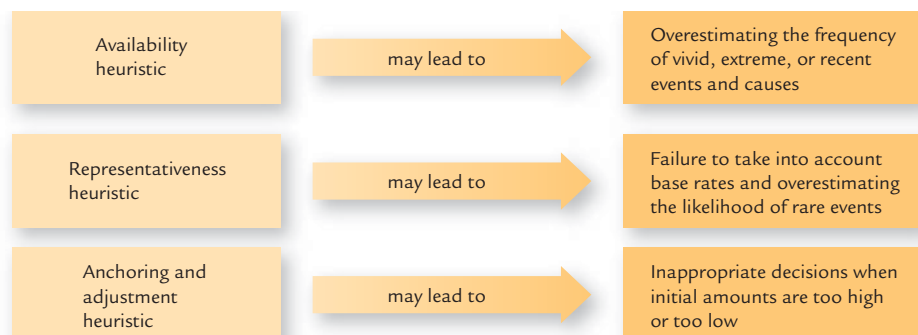 Availability
heuristic
may lead to
Overestimating the frequency
of vivid, extreme, or recent
events and causes
Representativeness
heuristic
may lead to
Failure to take into account
base rates and overestimating
the likelihood of rare events
Anchoring and
adjustment
heuristic
may lead to
Inappropriate decisions when
initial amounts are too high
or too low